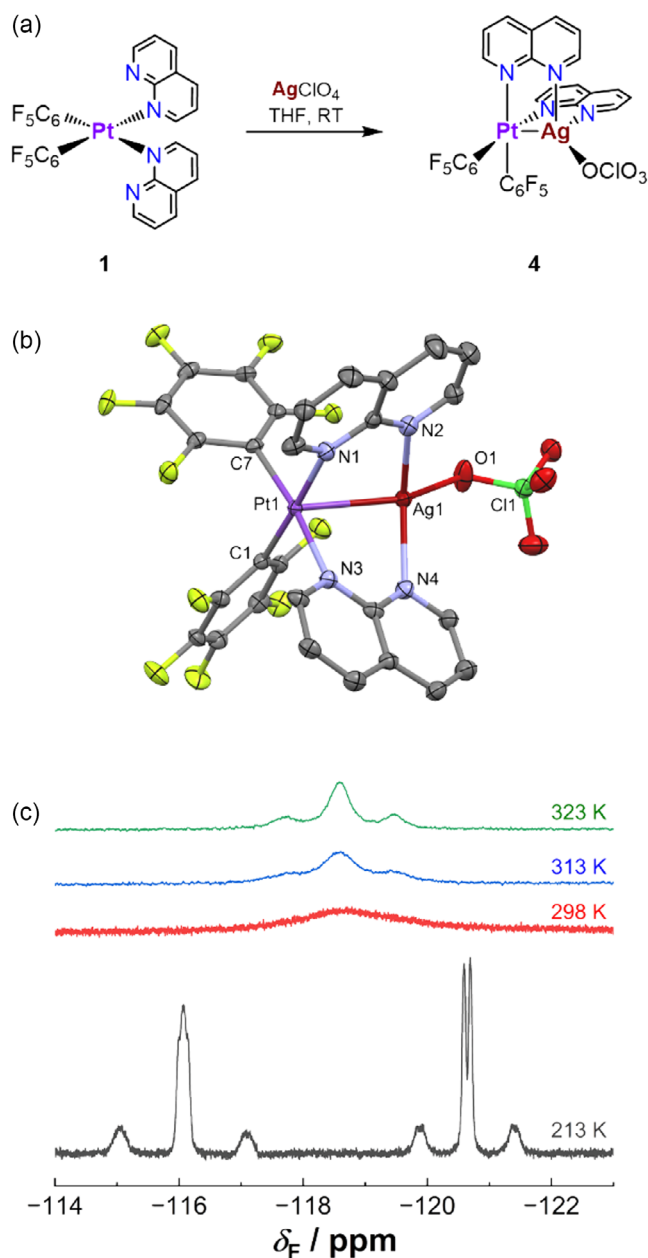 (a)
N
N
F5C6
Pt
F5C6
N
N
AgClO4
THF, RT
N
N
N
N
Pt
Ag
F5C6
C6F5
OClO3
1
4
(b)
N2
N1
O1
C7
Pt1
Ag1
Cl1
C1
N3
N4
(c)
323 K
313 K
298 K
213 K
−114
−116
−118
−120
−122
δF / ppm